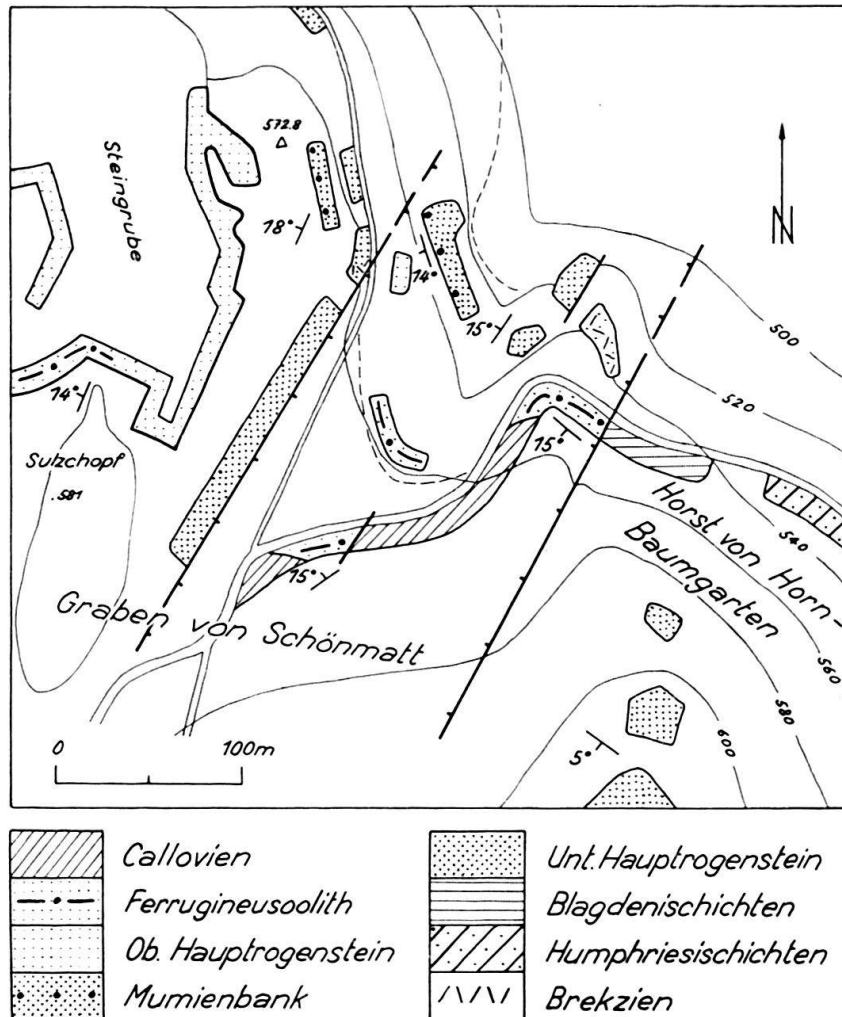 572.8
Steingrube
18°
14°
15°
500
520
14°
15°
Sulzchopf
.581
Horst von Horn-
Baumgarten
540
15°
Graben von Schönmatt
560
580
600
5°
N
0 100m
Callovien
Ferrugineusoolith
Ob. Hauptrogenstein
Mumienbank
Unt. Hauptrogenstein
Blagdenischichten
Humphriesischichten
Brekzien